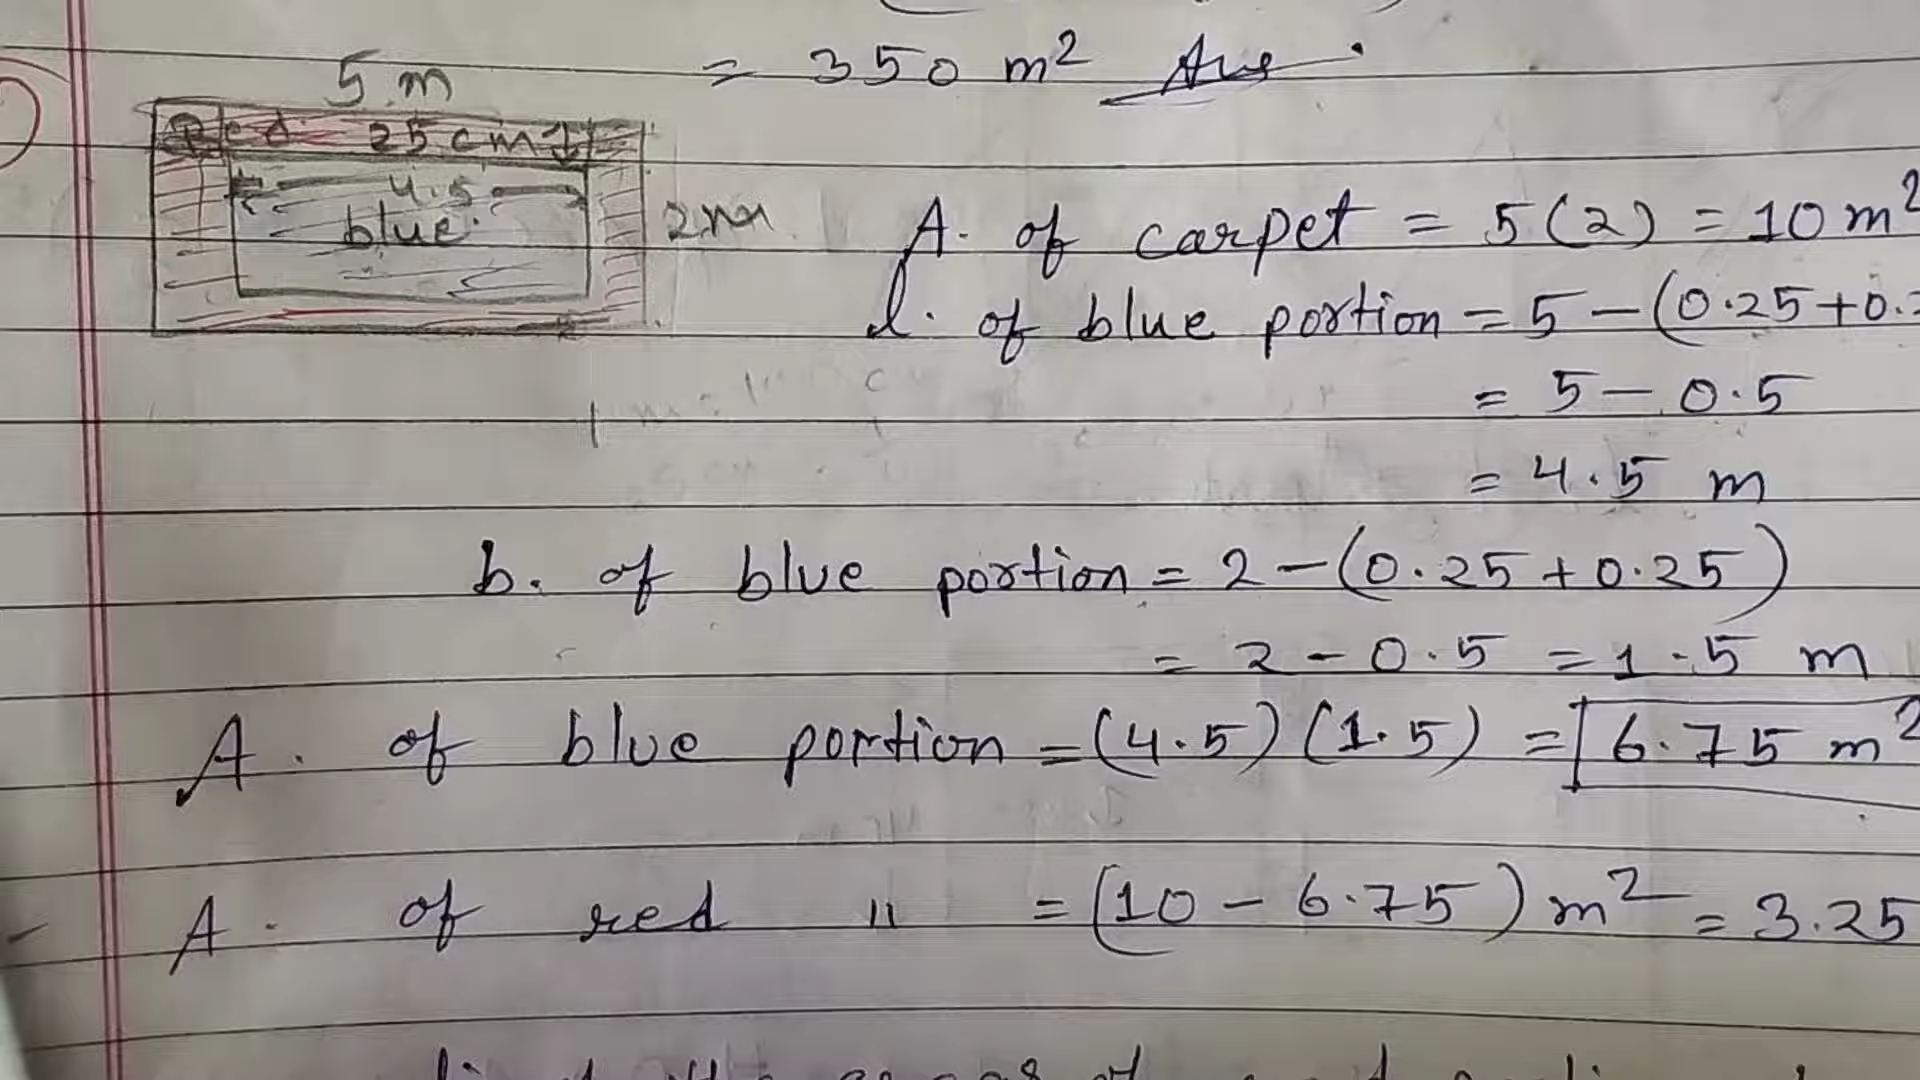 = 350 m² Ans.
5 m
Red 25 cm
4.5
blue
2m
A. of carpet = 5(2) = 10 m²
l. of blue portion = 5 - (0.25+0.
= 5 - 0.5
= 4.5 m
b. of blue portion = 2 - (0.25+0.25)
= 2 - 0.5 = 1.5 m
A. of blue portion = (4.5)(1.5) = 6.75 m²
A. of red " = (10 - 6.75) m² = 3.25